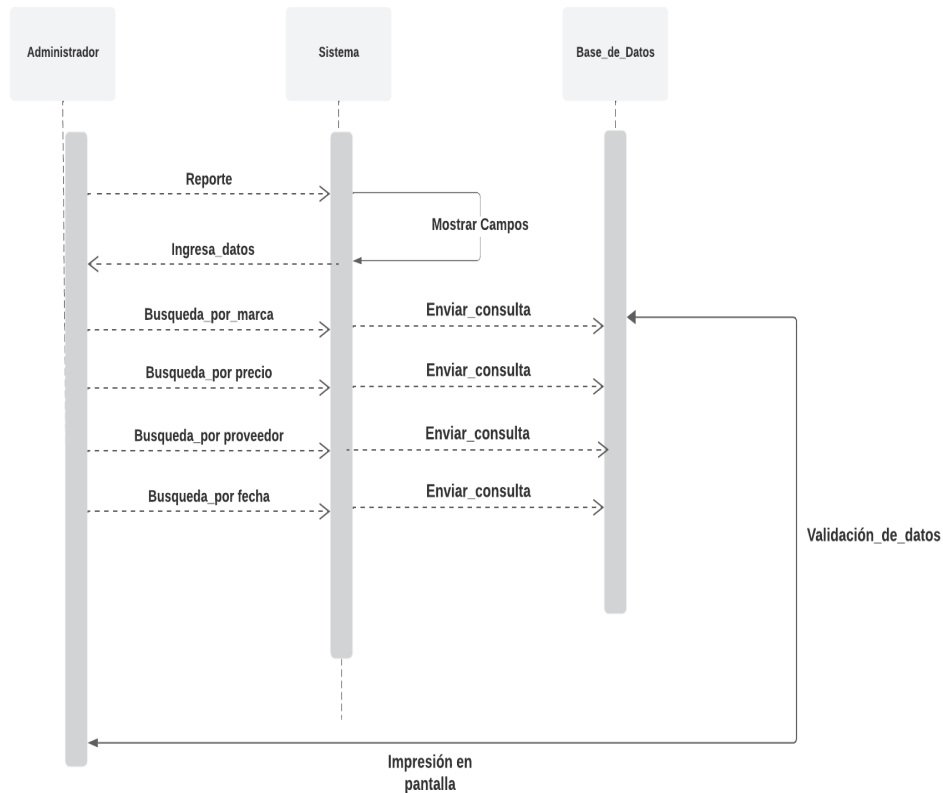 Administrador
Sistema
Base_de_Datos
Reporte
Mostrar Campos
Ingresa_datos
Busqueda_por_marca
Enviar_consulta
Busqueda_por precio
Enviar_consulta
Busqueda_por proveedor
Enviar_consulta
Busqueda_por fecha
Enviar_consulta
Validación_de_datos
Impresión en
pantalla